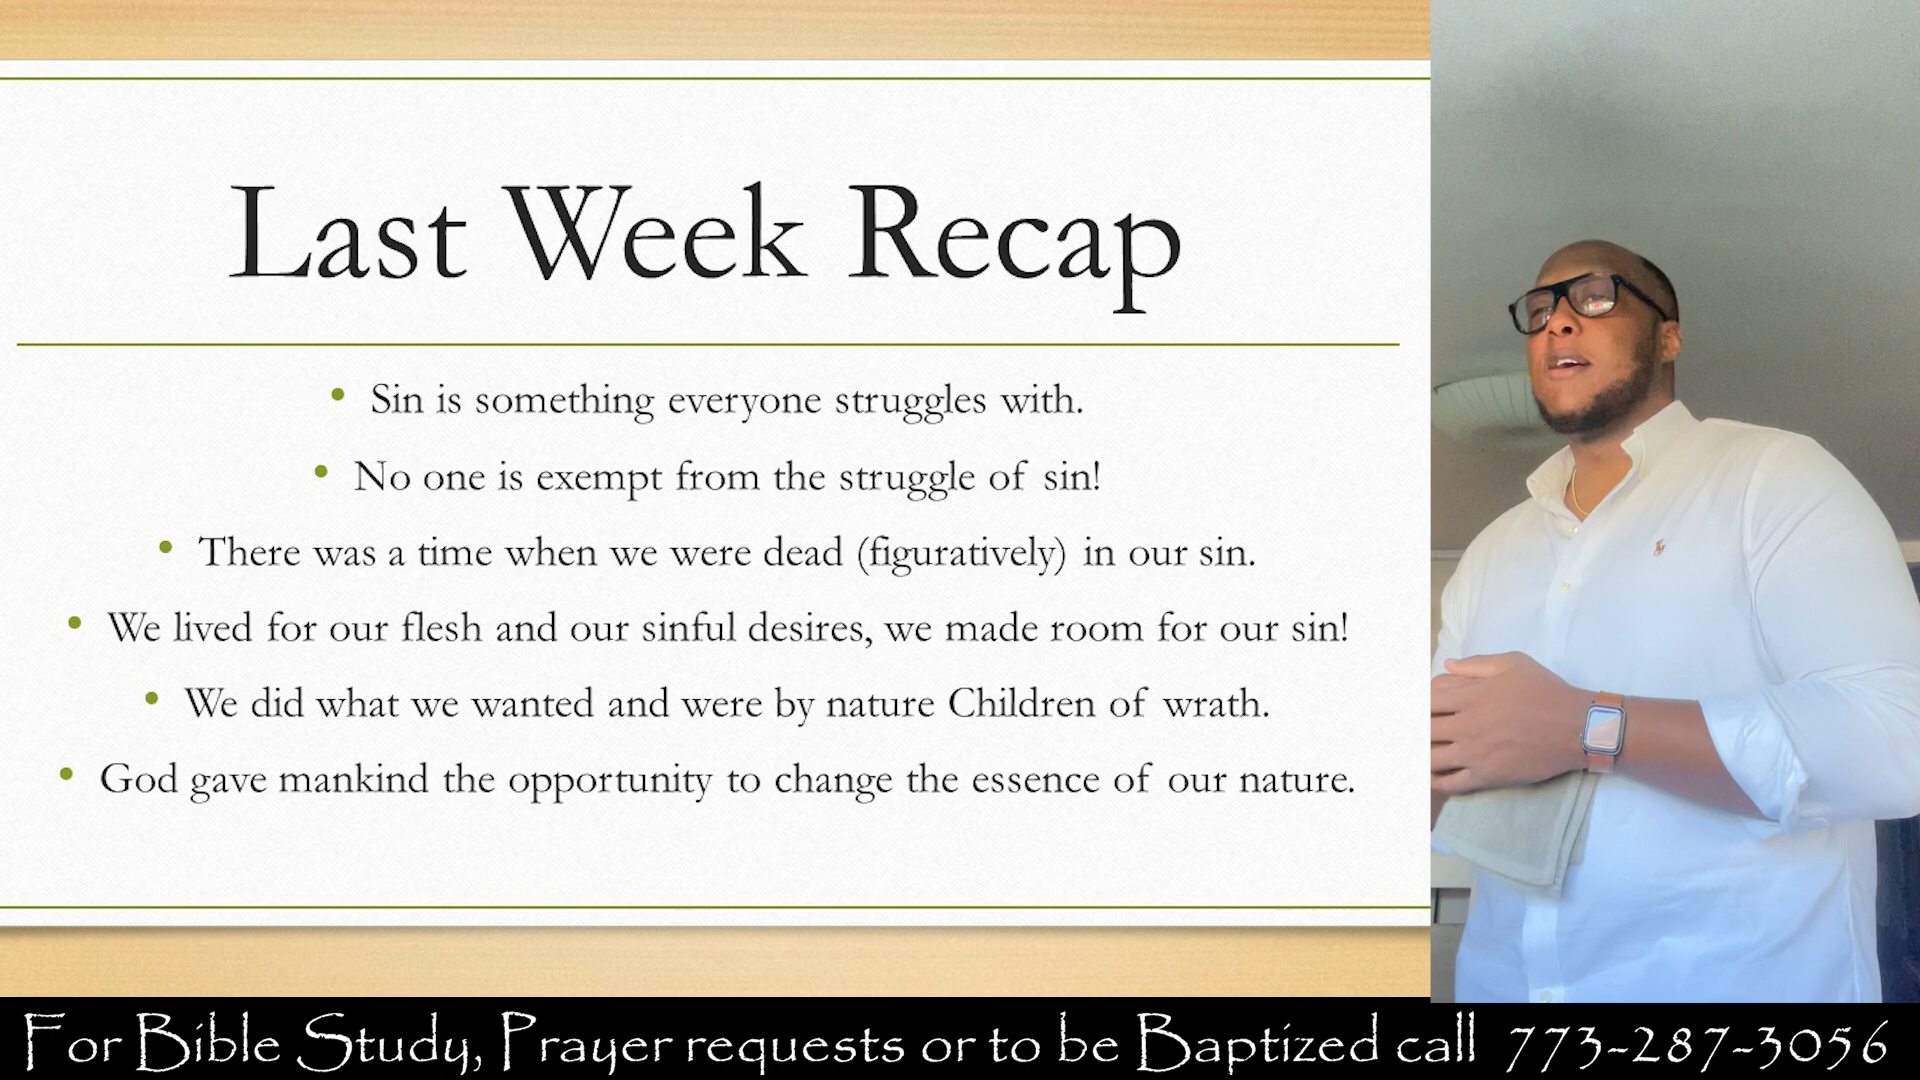 Last Week Recap
• Sin is something everyone struggles with.
• No one is exempt from the struggle of sin!
• There was a time when we were dead (figuratively) in our sin.
• We lived for our flesh and our sinful desires, we made room for our sin!
• We did what we wanted and were by nature Children of wrath.
• God gave mankind the opportunity to change the essence of our nature.
For Bible Study, Prayer requests or to be Baptized call 773-287-3056